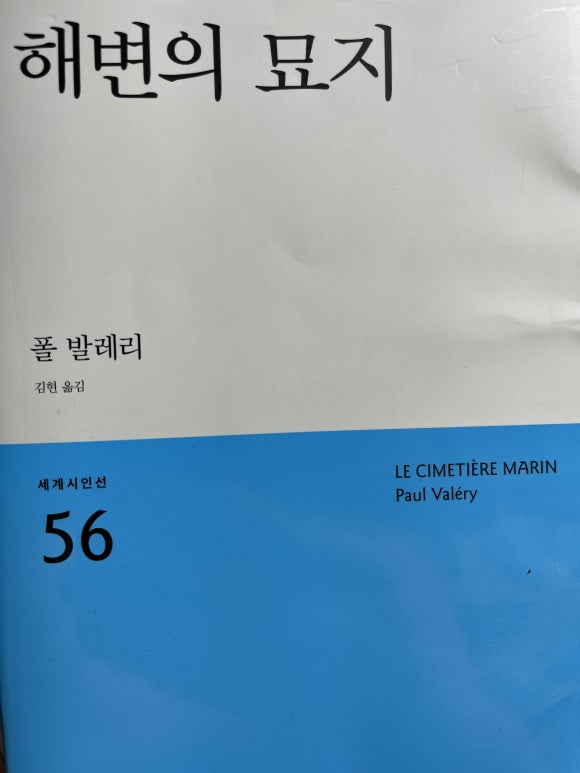 해변의 묘지
폴 발레리
김현 옮김
세계시인선
56
LE CIMETIÈRE MARIN
Paul Valéry